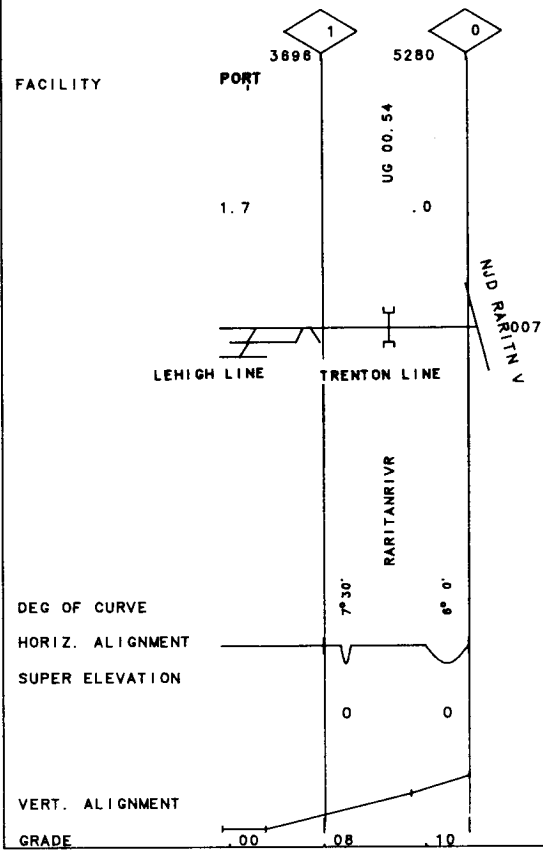 1 0
3696 5280
FACILITY PORT
UG 00.54
1.7 .0
NJD RARITN V
007
LEHIGH LINE TRENTON LINE
RARITANRIVR
DEG OF CURVE 7°30' 6° 0'
HORIZ. ALIGNMENT
SUPER ELEVATION
0 0
VERT. ALIGNMENT
GRADE .00 .08 .10